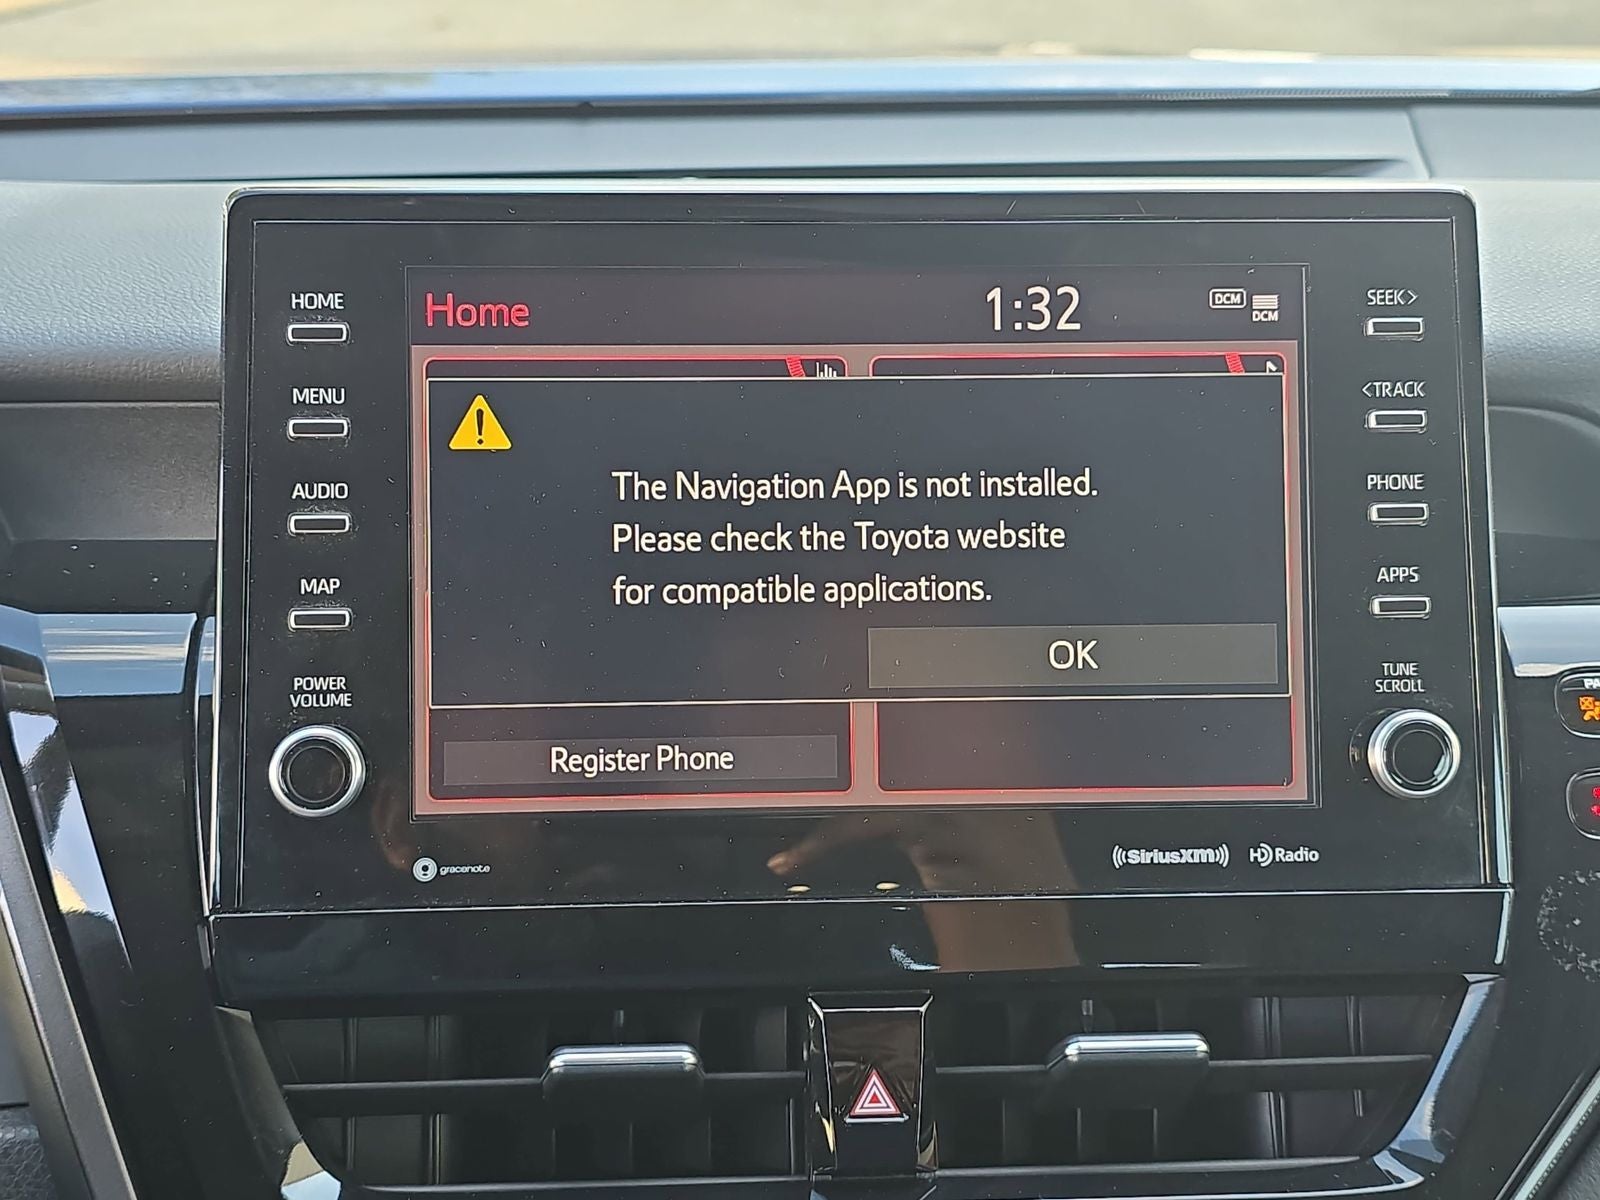 HOME
MENU
AUDIO
MAP
POWER
VOLUME
Home
1:32
DCM
DCM
The Navigation App is not installed.
Please check the Toyota website
for compatible applications.
OK
Register Phone
SEEK>
<TRACK
PHONE
APPS
TUNE
SCROLL
gracenote
((SiriusXM))
HD Radio